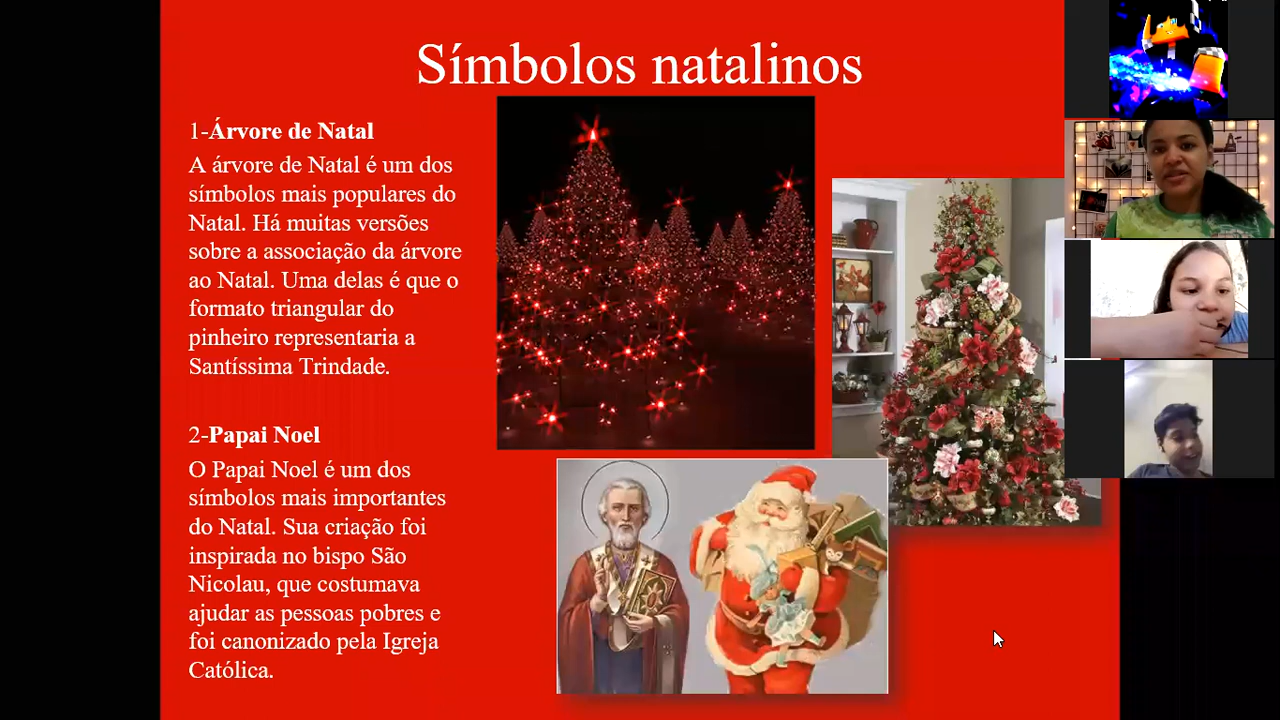 Símbolos natalinos
1-Árvore de Natal
A árvore de Natal é um dos
símbolos mais populares do
Natal. Há muitas versões
sobre a associação da árvore
ao Natal. Uma delas é que o
formato triangular do
pinheiro representaria a
Santíssima Trindade.
2-Papai Noel
O Papai Noel é um dos
símbolos mais importantes
do Natal. Sua criação foi
inspirada no bispo São
Nicolau, que costumava
ajudar as pessoas pobres e
foi canonizado pela Igreja
Católica.